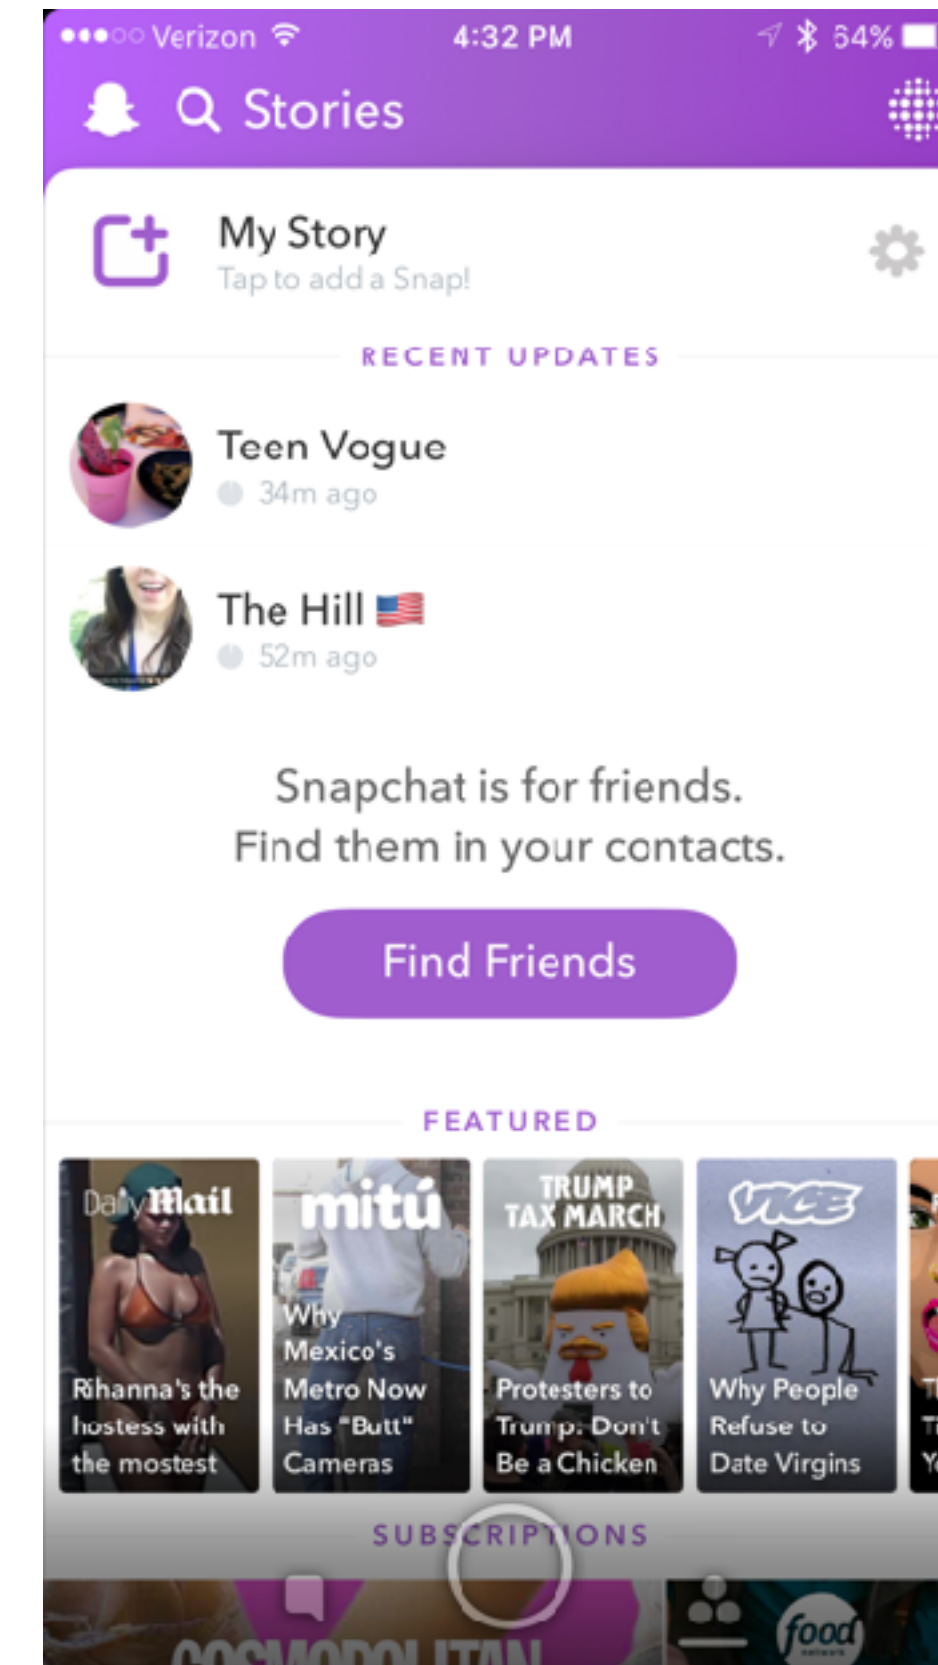 Verizon 4:32 PM 64%
Stories
My Story
Tap to add a Snap!
RECENT UPDATES
Teen Vogue
34m ago
The Hill 🇺🇸
52m ago
Snapchat is for friends.
Find them in your contacts.
Find Friends
FEATURED
DailyMail
Rihanna's the
hostess with
the mostest
mitú
Why
Mexico's
Metro Now
Has "Butt"
Cameras
TRUMP
TAX MARCH
Protesters to
Trump: Don't
Be a Chicken
VICE
Why People
Refuse to
Date Virgins
SUBSCRIPTIONS
COSMOPOLITAN
food
network